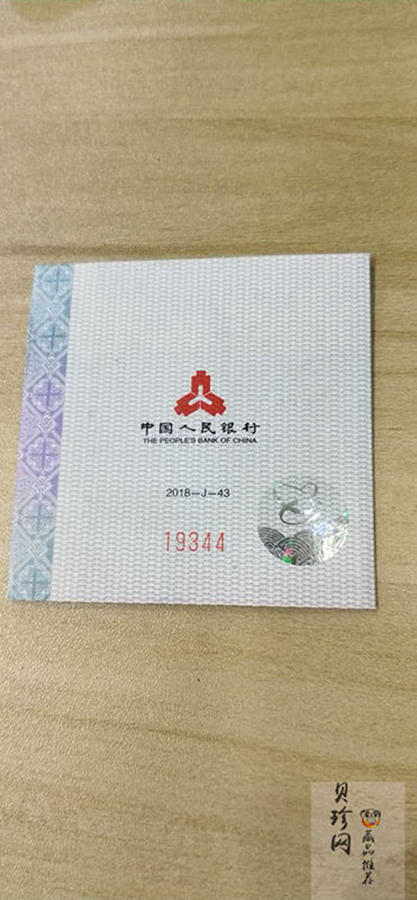 中国人民银行
THE PEOPLE'S BANK OF CHINA
2018-J-43
19344
贝珍网
藏品推荐